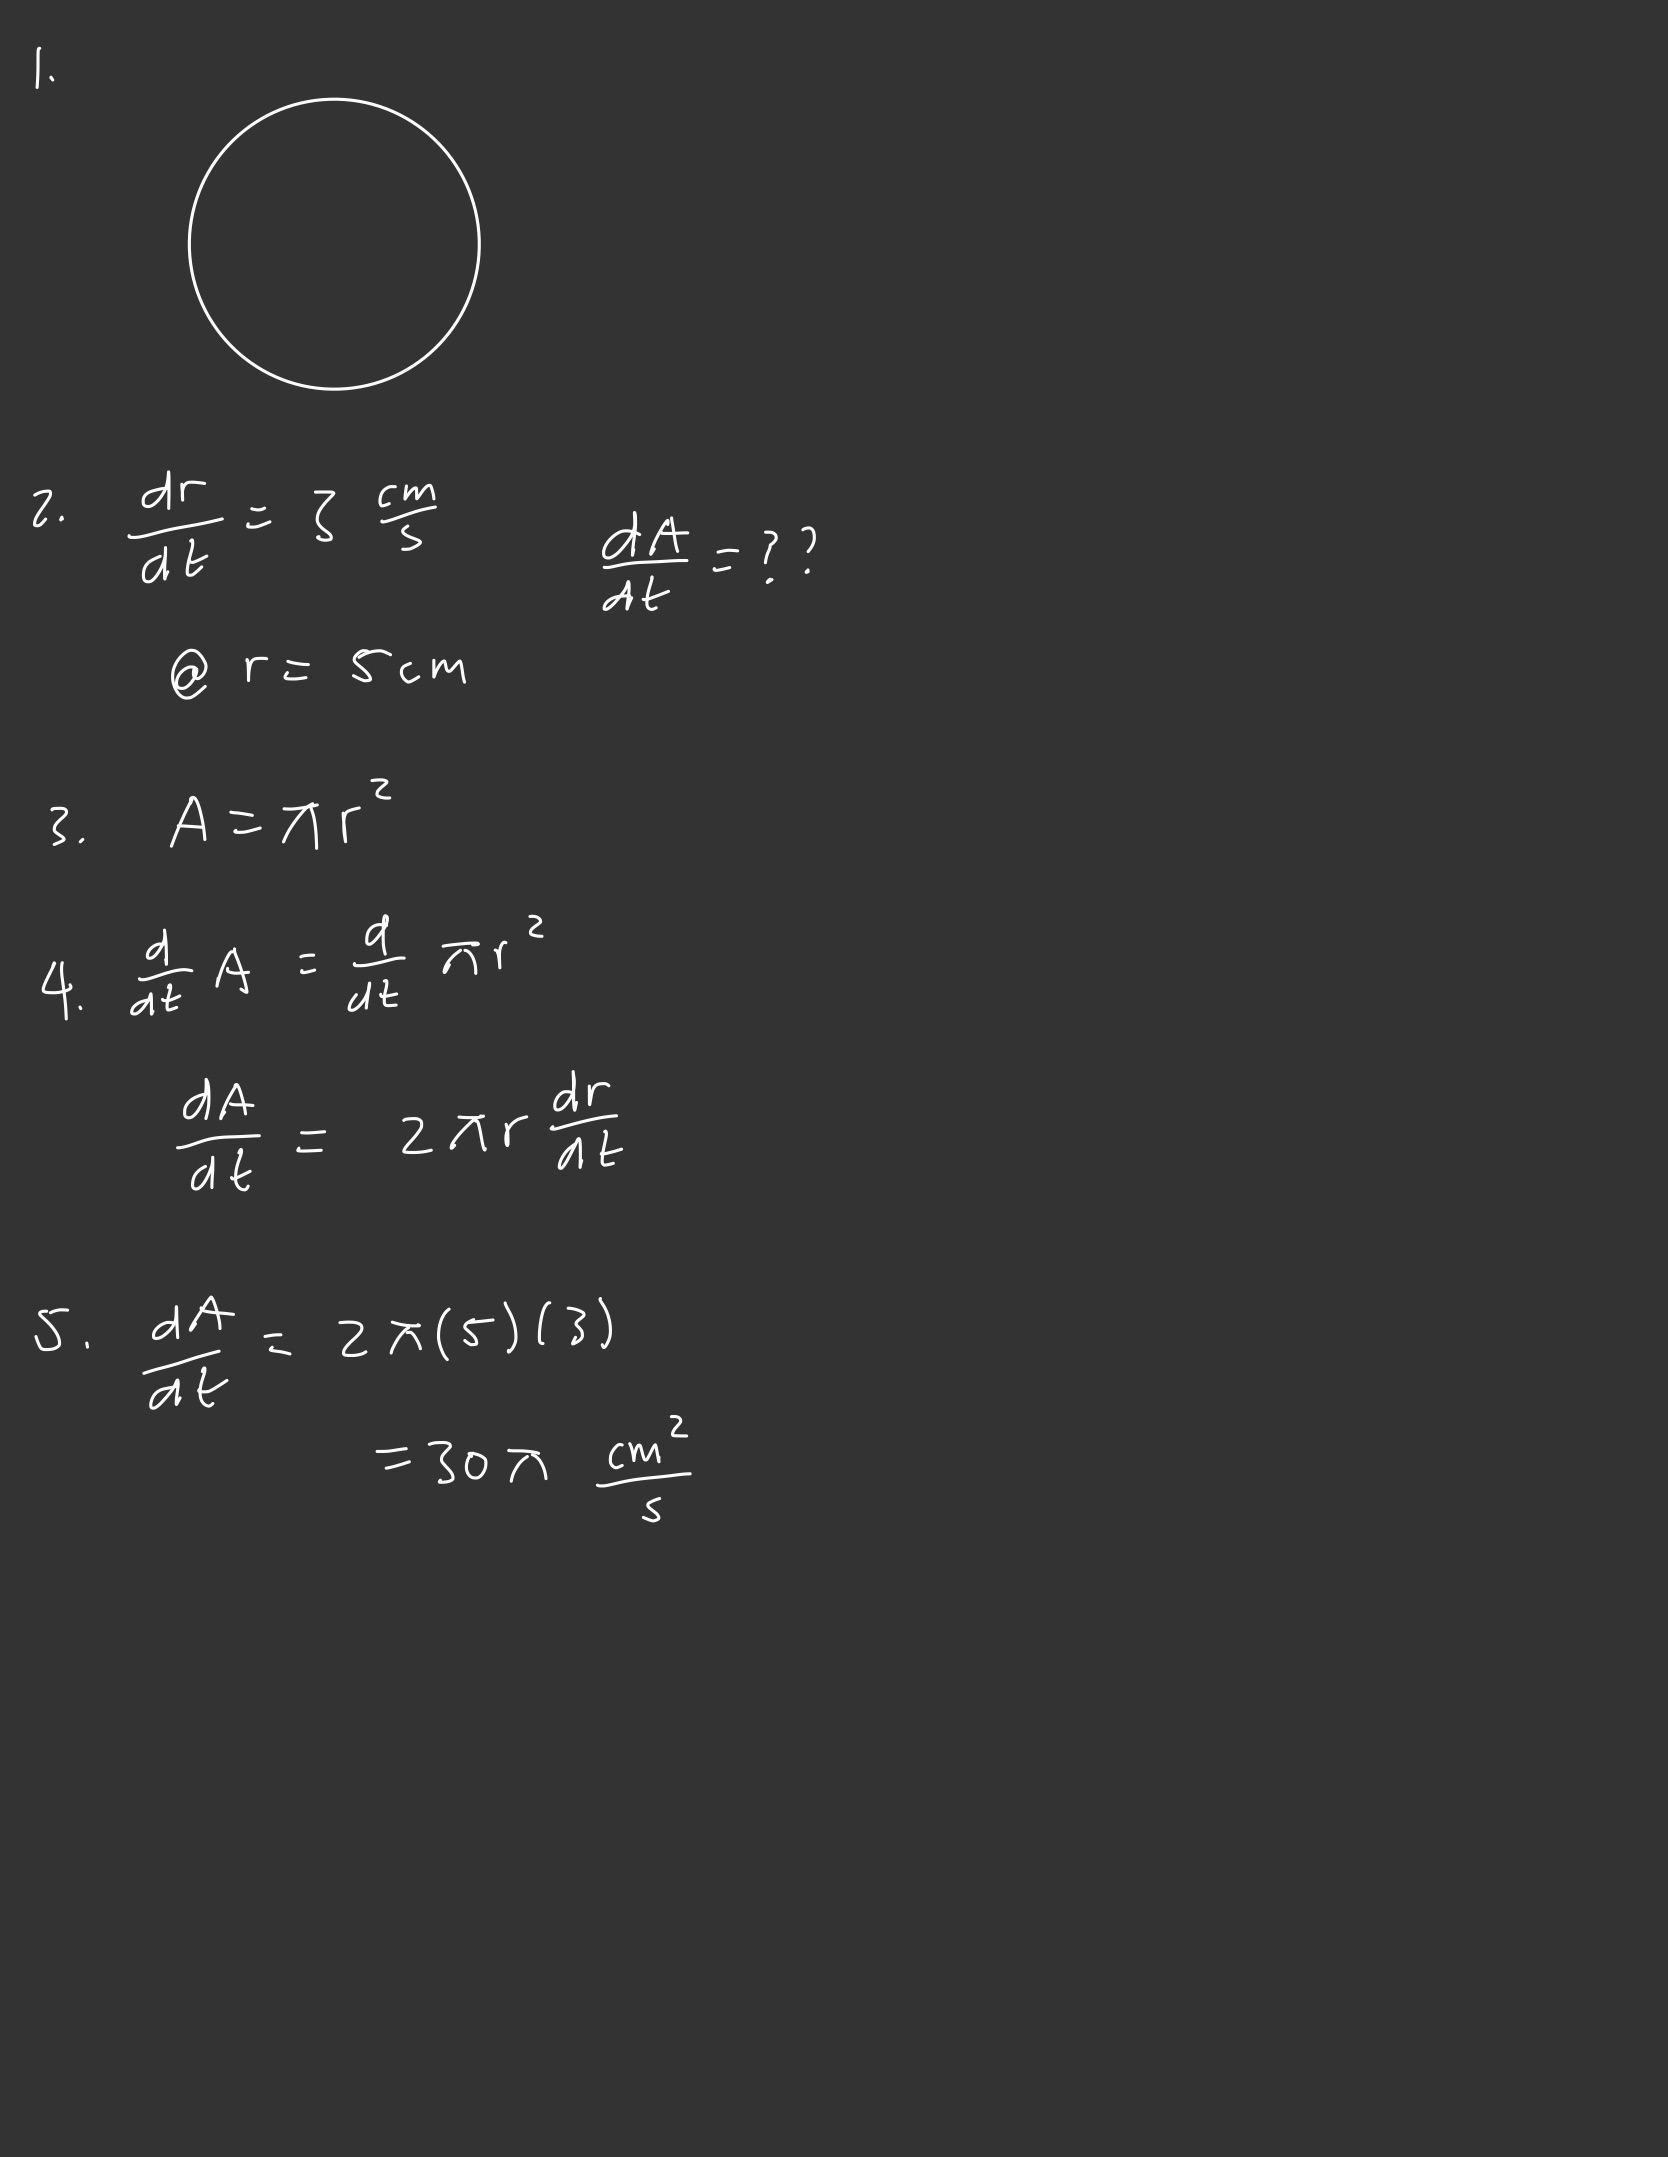 1.
2. dr/dt = 3 cm/s    dA/dt = ??
@ r = 5cm
3. A = πr²
4. d/dt A = d/dt πr²
dA/dt = 2πr dr/dt
5. dA/dt = 2π(5)(3)
= 30π cm²/s